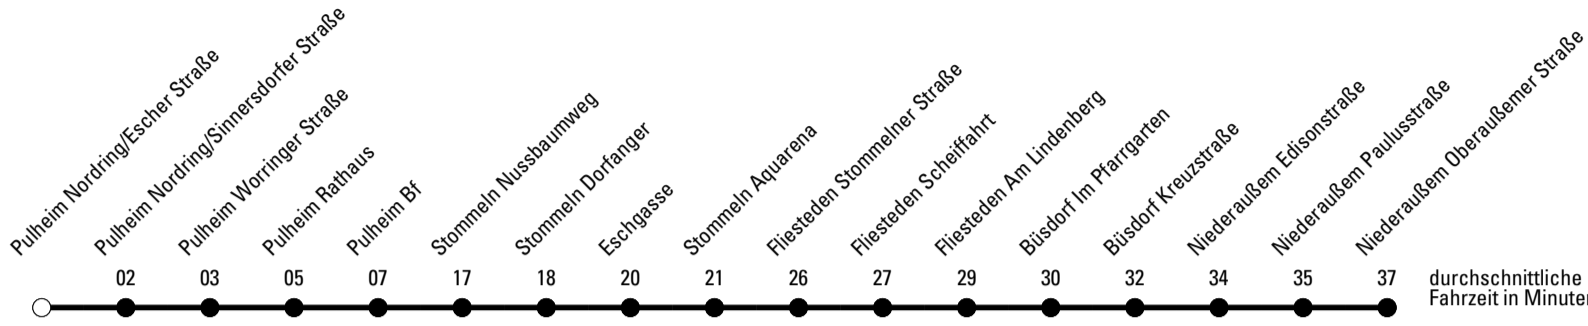 Pulheim Nordring/Escher Straße
Pulheim Nordring/Sinnersdorfer Straße
Pulheim Worringer Straße
Pulheim Rathaus
Pulheim Bf
Stommeln Nussbaumweg
Stommeln Dorfanger
Eschgasse
Stommeln Aquarena
Fliesteden Stommelner Straße
Fliesteden Scheiffahrt
Fliesteden Am Lindenberg
Büsdorf Im Pfarrgarten
Büsdorf Kreuzstraße
Niederaußem Edisonstraße
Niederaußem Paulusstraße
Niederaußem Oberaußemer Straße
02 03 05 07 17 18 20 21 26 27 29 30 32 34 35 37
durchschnittliche
Fahrzeit in Minuten